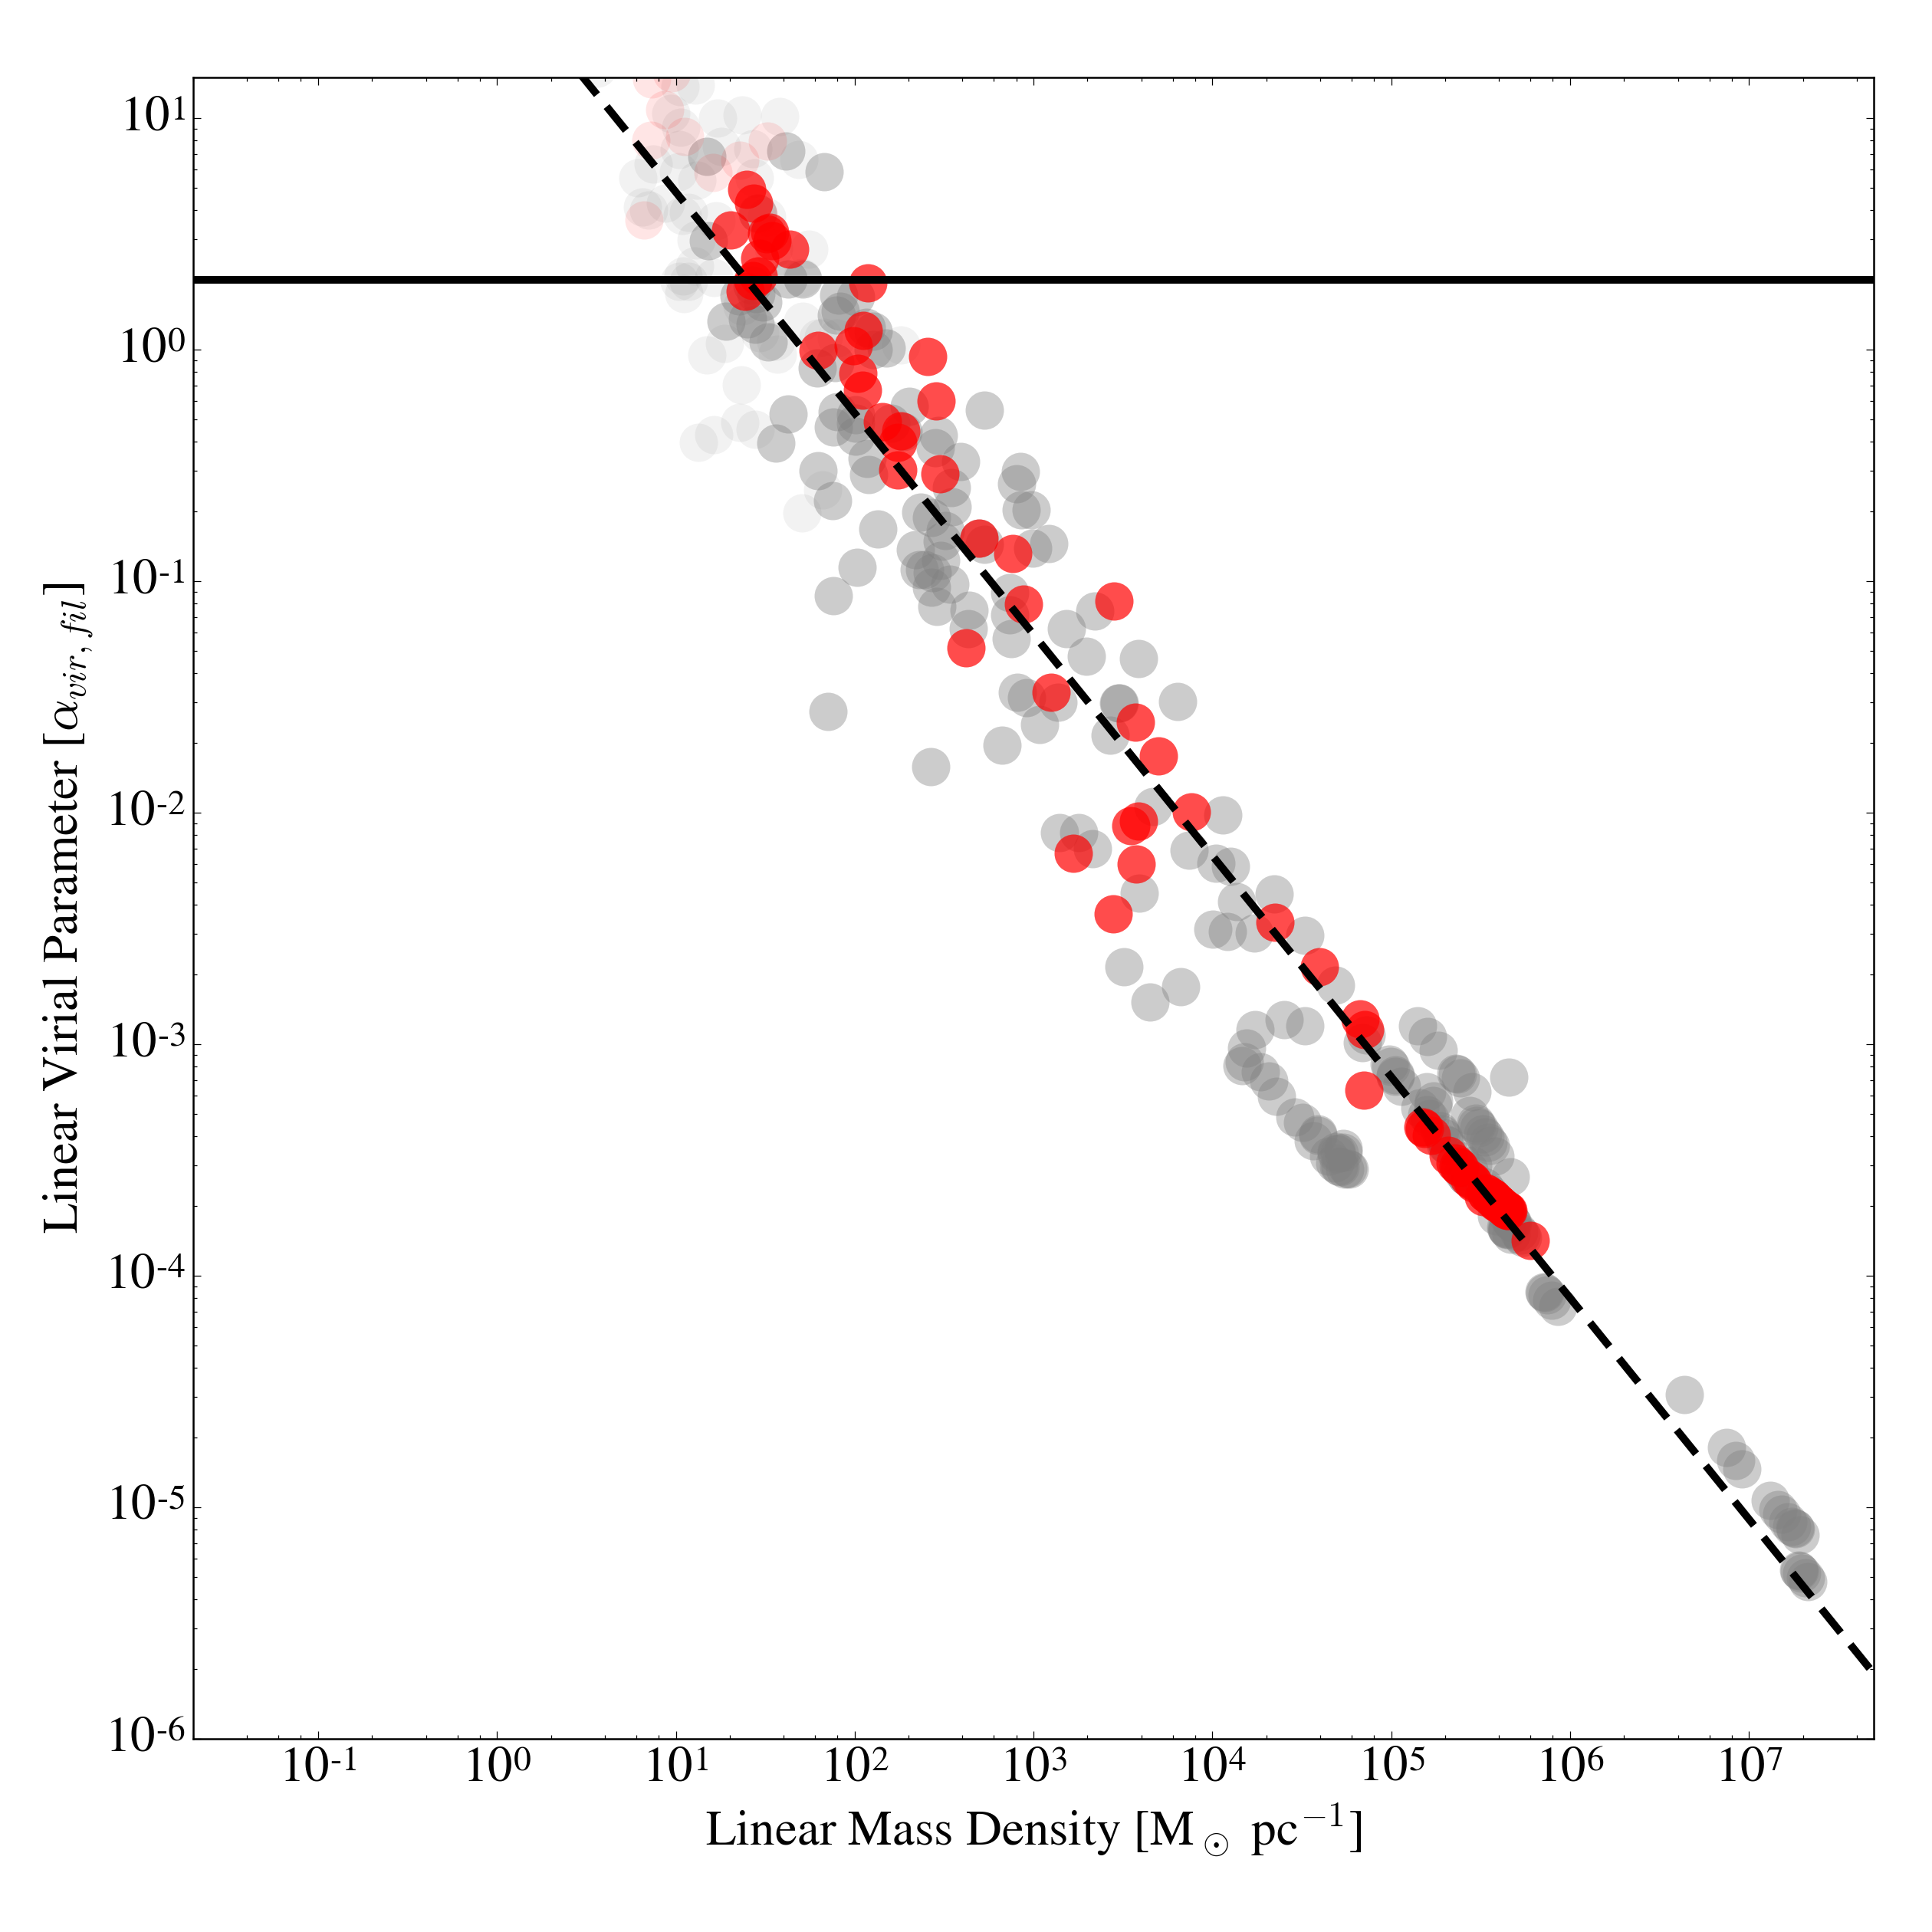 Linear Virial Parameter [α_{vir, fil}]
10^1
10^0
10^-1
10^-2
10^-3
10^-4
10^-5
10^-6
10^-1 10^0 10^1 10^2 10^3 10^4 10^5 10^6 10^7
Linear Mass Density [M_⊙ pc^−1]